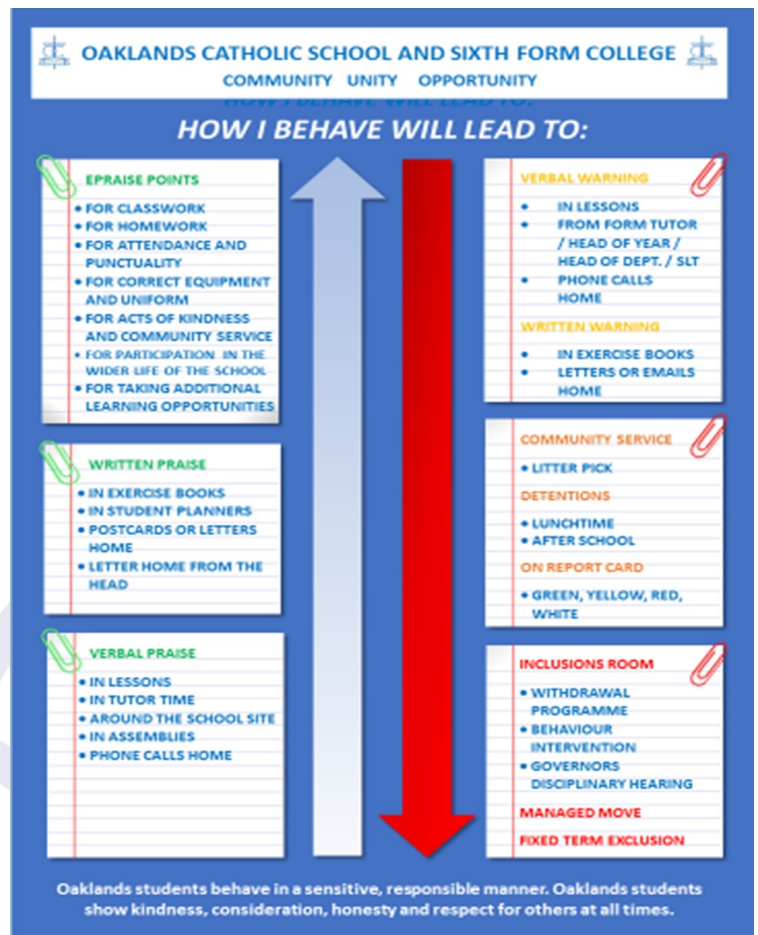 OAKLANDS CATHOLIC SCHOOL AND SIXTH FORM COLLEGE
COMMUNITY UNITY OPPORTUNITY
HOW I BEHAVE WILL LEAD TO:
HOW I BEHAVE WILL LEAD TO:
EPRAISE POINTS
• FOR CLASSWORK
• FOR HOMEWORK
• FOR ATTENDANCE AND
PUNCTUALITY
• FOR CORRECT EQUIPMENT
AND UNIFORM
• FOR ACTS OF KINDNESS
AND COMMUNITY SERVICE
• FOR PARTICIPATION IN THE
WIDER LIFE OF THE SCHOOL
• FOR TAKING ADDITIONAL
LEARNING OPPORTUNITIES
WRITTEN PRAISE
• IN EXERCISE BOOKS
• IN STUDENT PLANNERS
• POSTCARDS OR LETTERS
HOME
• LETTER HOME FROM THE
HEAD
VERBAL PRAISE
• IN LESSONS
• IN TUTOR TIME
• AROUND THE SCHOOL SITE
• IN ASSEMBLIES
• PHONE CALLS HOME
VERBAL WARNING
• IN LESSONS
• FROM FORM TUTOR
/ HEAD OF YEAR /
HEAD OF DEPT. / SLT
• PHONE CALLS
HOME
WRITTEN WARNING
• IN EXERCISE BOOKS
• LETTERS OR EMAILS
HOME
COMMUNITY SERVICE
• LITTER PICK
DETENTIONS
• LUNCHTIME
• AFTER SCHOOL
ON REPORT CARD
• GREEN, YELLOW, RED,
WHITE
INCLUSIONS ROOM
• WITHDRAWAL
PROGRAMME
• BEHAVIOUR
INTERVENTION
• GOVERNORS
DISCIPLINARY HEARING
MANAGED MOVE
FIXED TERM EXCLUSION
Oaklands students behave in a sensitive, responsible manner. Oaklands students
show kindness, consideration, honesty and respect for others at all times.